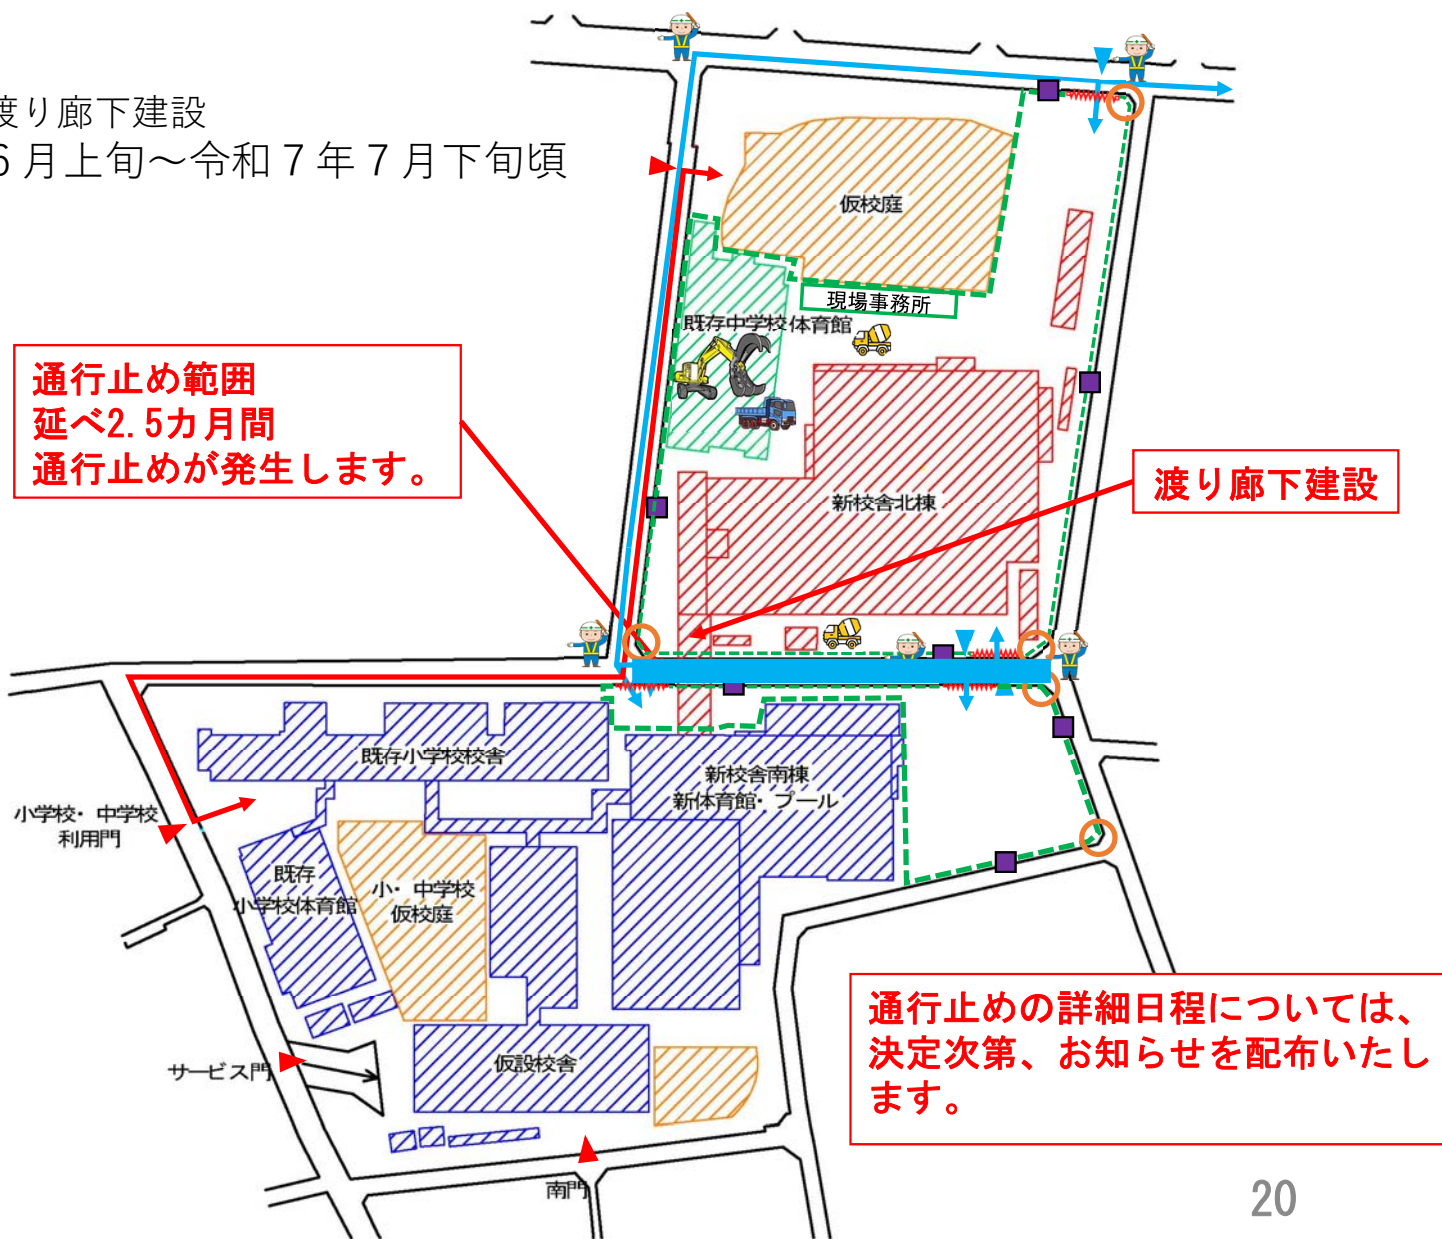 渡り廊下建設
6月上旬～令和７年７月下旬頃
仮校庭
現場事務所
既存中学校体育館
通行止め範囲
延べ2.5カ月間
通行止めが発生します。
渡り廊下建設
新校舎北棟
既存小学校校舎
新校舎南棟
新体育館・プール
小学校・中学校
利用門
既存
小学校体育館
小・中学校
仮校庭
通行止めの詳細日程については、
決定次第、お知らせを配布いたし
ます。
仮設校舎
サービス門
南門
20